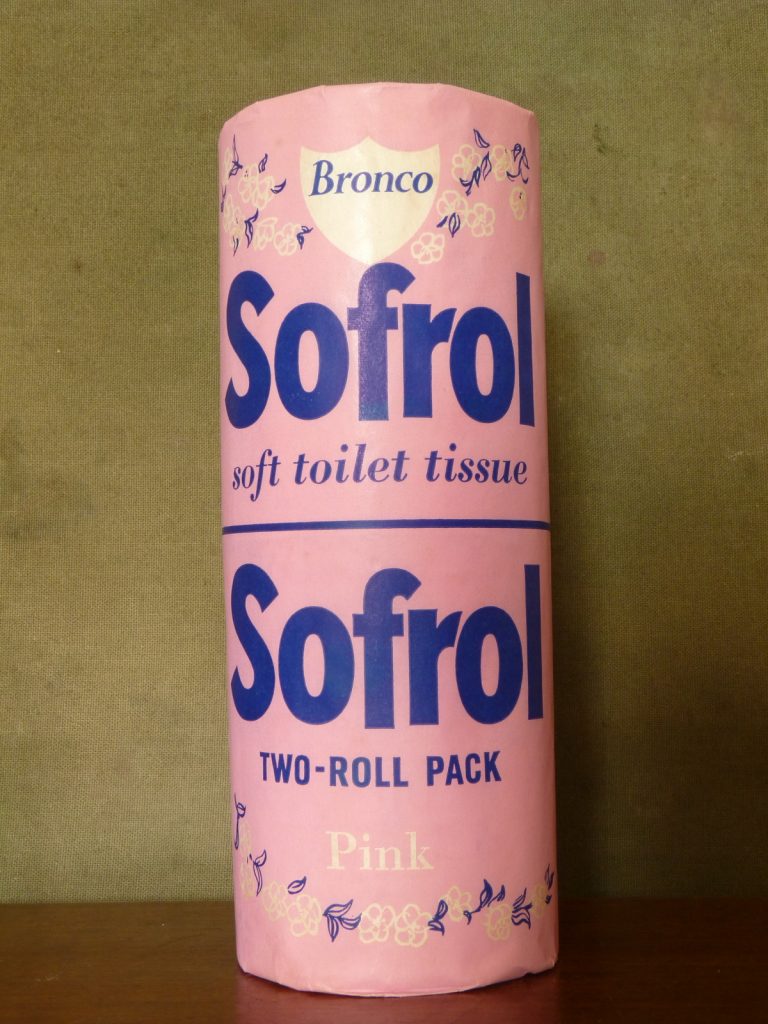 Bronco
Sofrol
soft toilet tissue
Sofrol
TWO-ROLL PACK
Pink